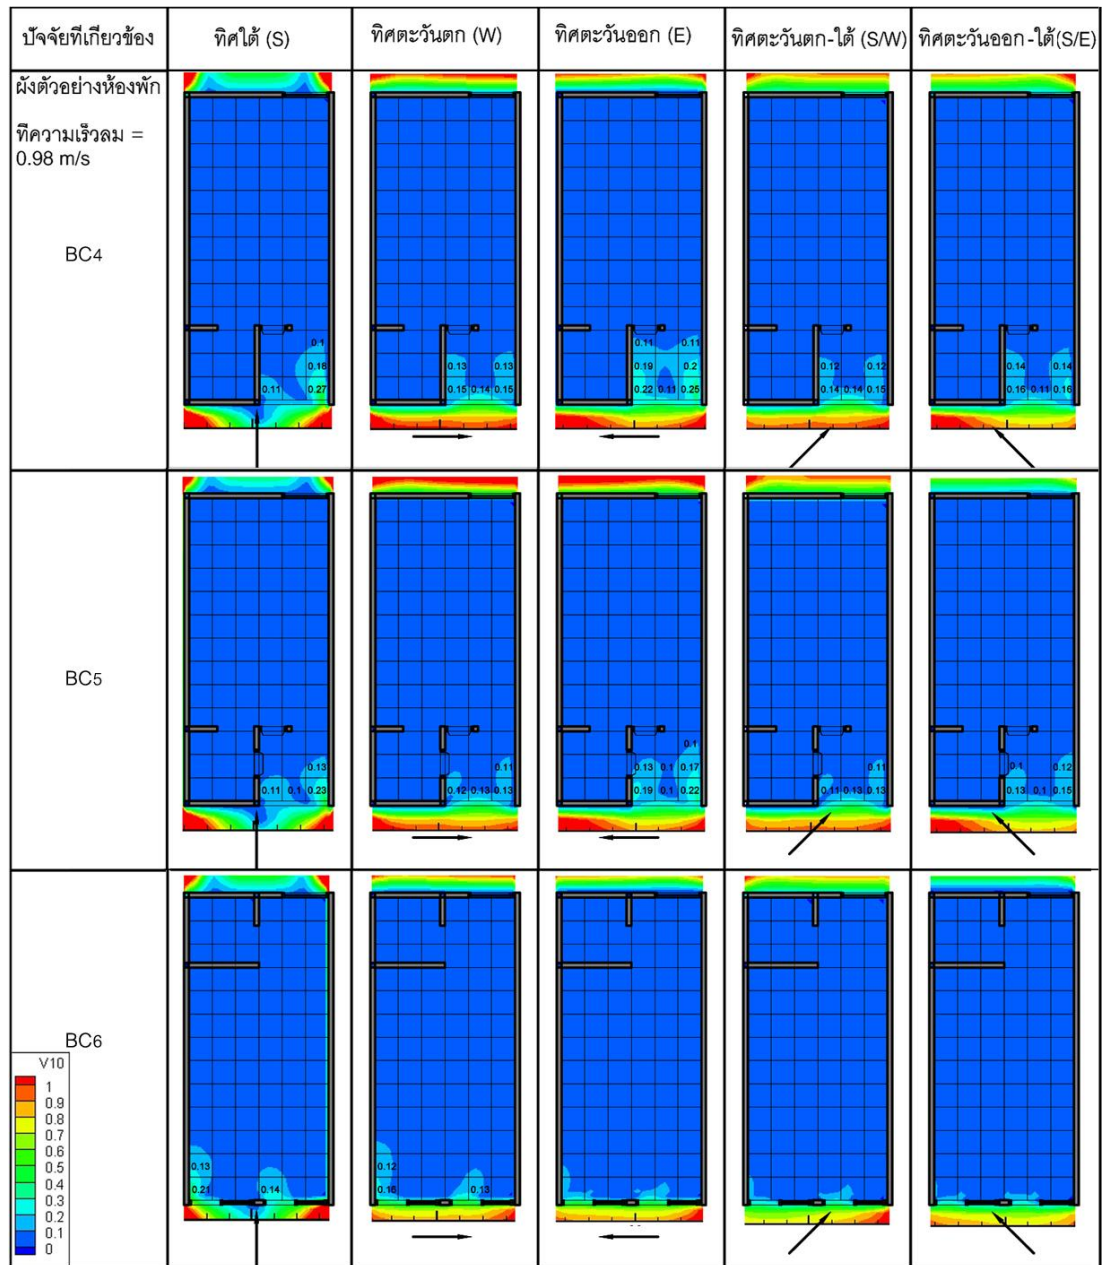 ปัจจัยที่เกี่ยวข้อง ทิศใต้ (S) ทิศตะวันตก (W) ทิศตะวันออก (E) ทิศตะวันตก-ใต้ (S/W) ทิศตะวันออก-ใต้(S/E)
ผังตัวอย่างห้องพัก
ที่ความเร็วลม =
0.98 m/s
BC4
0.1 0.11 0.11
0.18 0.13 0.13 0.19 0.2 0.12 0.12 0.14 0.14
0.11 0.27 0.15 0.14 0.15 0.22 0.11 0.25 0.14 0.14 0.15 0.16 0.11 0.16
BC5
0.1
0.13 0.11 0.13 0.1 0.17 0.11 0.1 0.12
0.11 0.1 0.23 0.12 0.13 0.13 0.19 0.1 0.22 0.11 0.13 0.13 0.13 0.1 0.15
BC6
0.13 0.12
0.21 0.14 0.16 0.13
V10
1
0.9
0.8
0.7
0.6
0.5
0.4
0.3
0.2
0.1
0